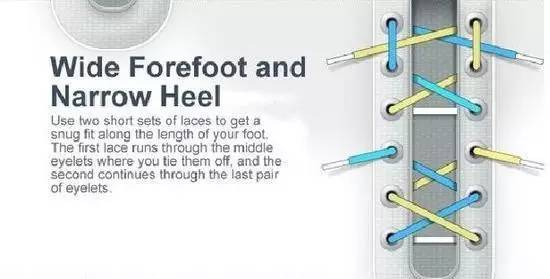 Wide Forefoot and
Narrow Heel
Use two short sets of laces to get a
snug fit along the length of your foot.
The first lace runs through the middle
eyelets where you tie them off, and the
second continues through the last pair
of eyelets.